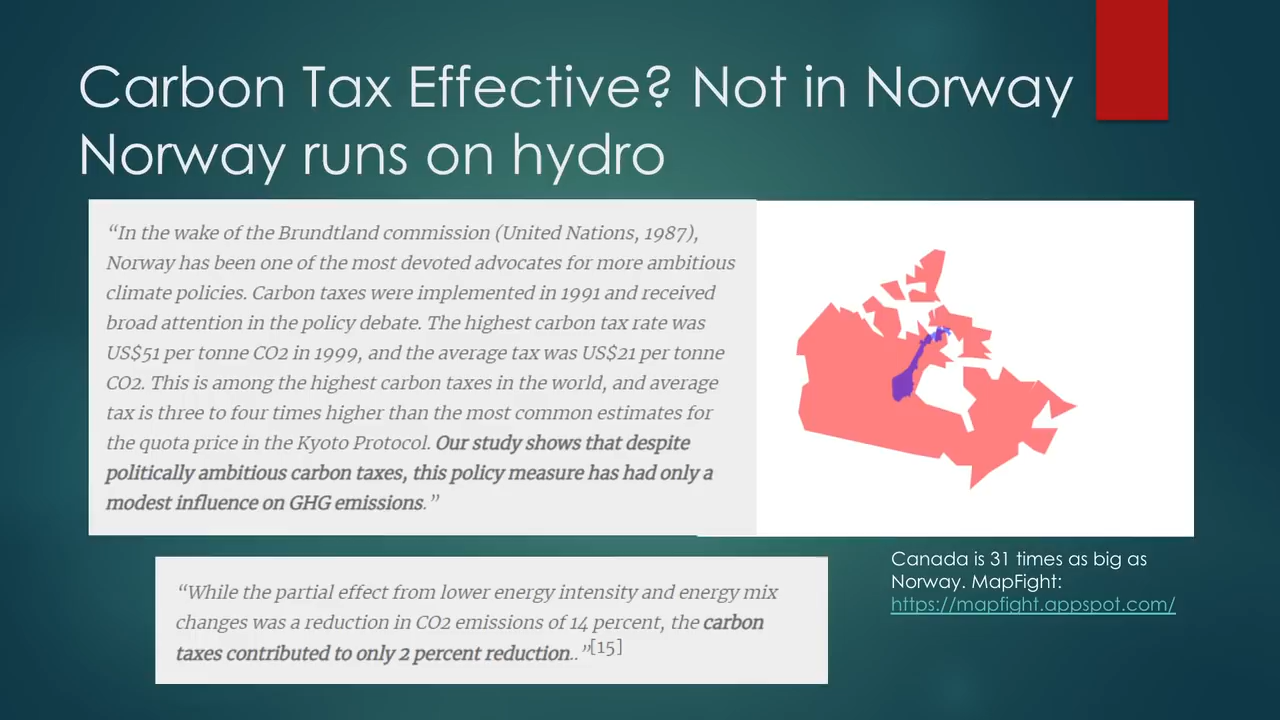 Carbon Tax Effective? Not in Norway
Norway runs on hydro
“In the wake of the Brundtland commission (United Nations, 1987),
Norway has been one of the most devoted advocates for more ambitious
climate policies. Carbon taxes were implemented in 1991 and received
broad attention in the policy debate. The highest carbon tax rate was
US$51 per tonne CO2 in 1999, and the average tax was US$21 per tonne
CO2. This is among the highest carbon taxes in the world, and average
tax is three to four times higher than the most common estimates for
the quota price in the Kyoto Protocol. Our study shows that despite
politically ambitious carbon taxes, this policy measure has had only a
modest influence on GHG emissions.”
Canada is 31 times as big as
Norway. MapFight:
https://mapfight.appspot.com/
“While the partial effect from lower energy intensity and energy mix
changes was a reduction in CO2 emissions of 14 percent, the carbon
taxes contributed to only 2 percent reduction..”[15]